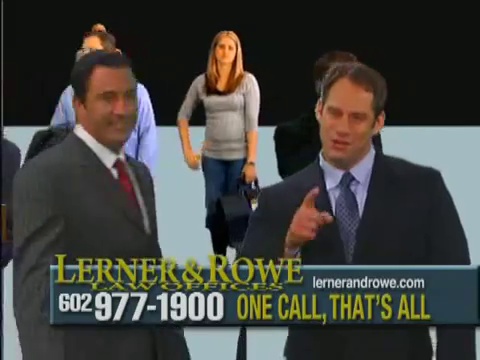 LERNER & ROWE
LAW OFFICES
lernerandrowe.com
602 977-1900 ONE CALL, THAT'S ALL